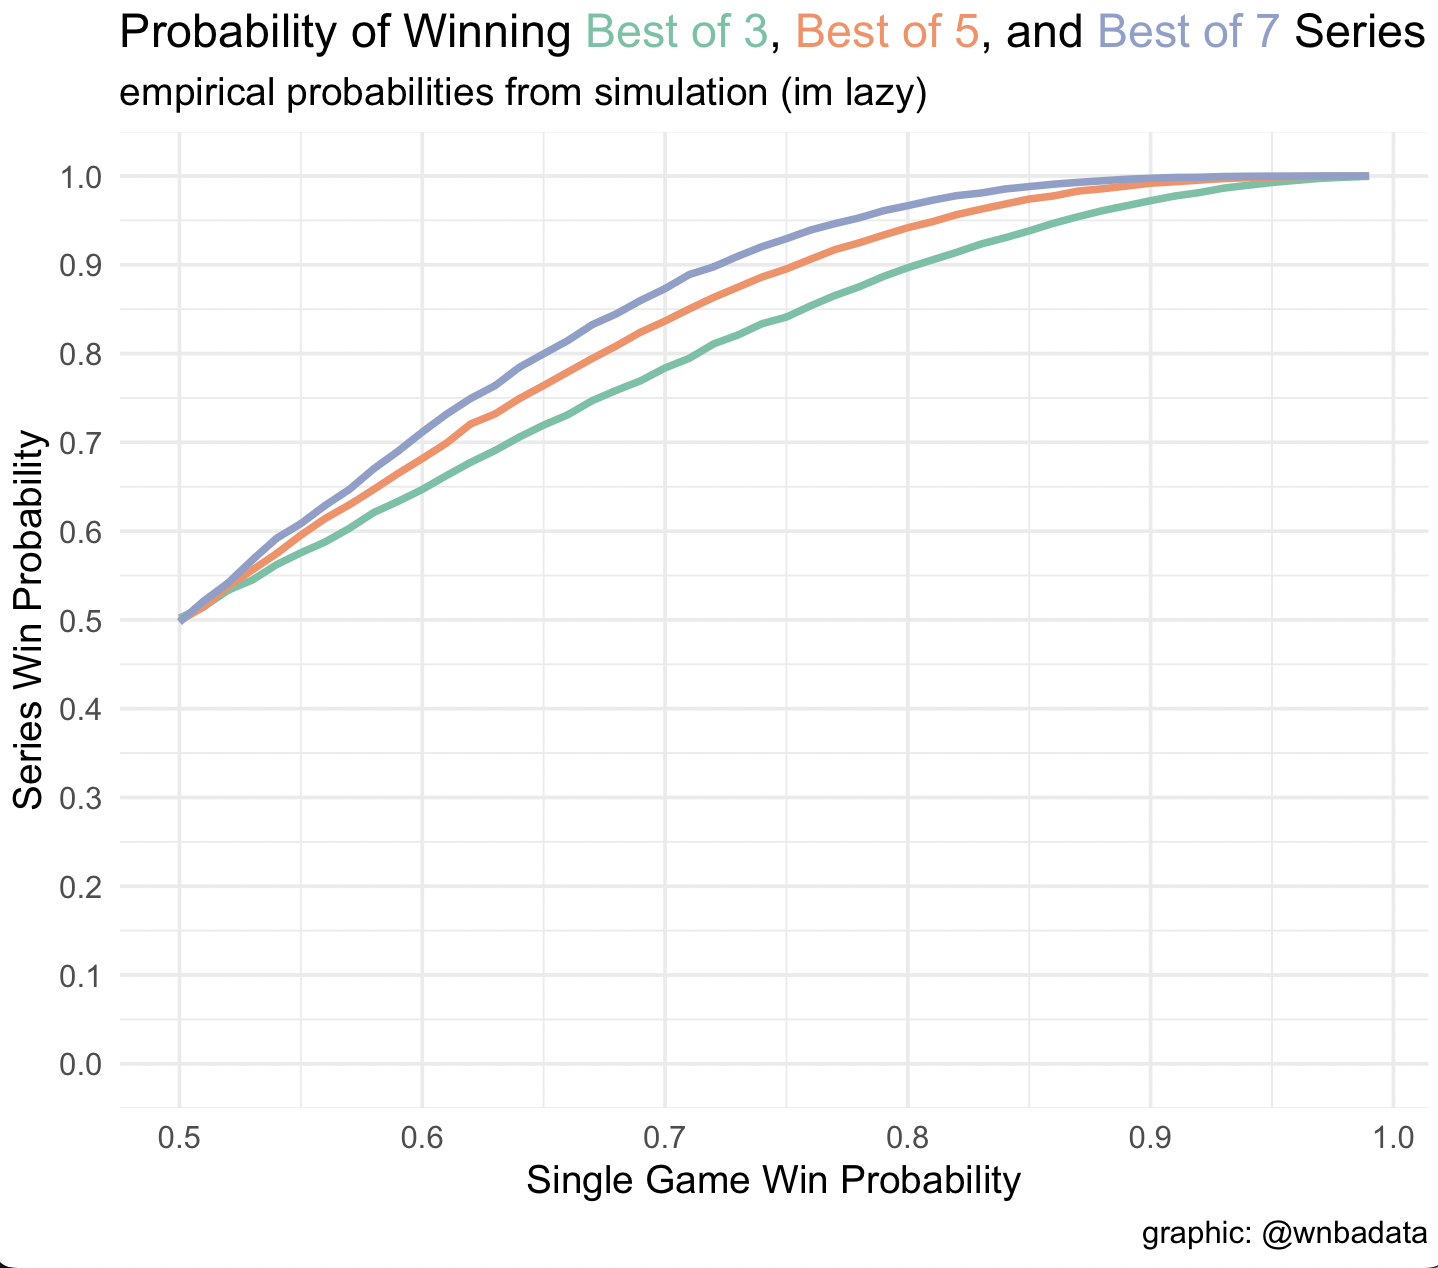 Probability of Winning Best of 3, Best of 5, and Best of 7 Series
empirical probabilities from simulation (im lazy)
Series Win Probability
1.0
0.9
0.8
0.7
0.6
0.5
0.4
0.3
0.2
0.1
0.0
0.5 0.6 0.7 0.8 0.9 1.0
Single Game Win Probability
graphic: @wnbadata